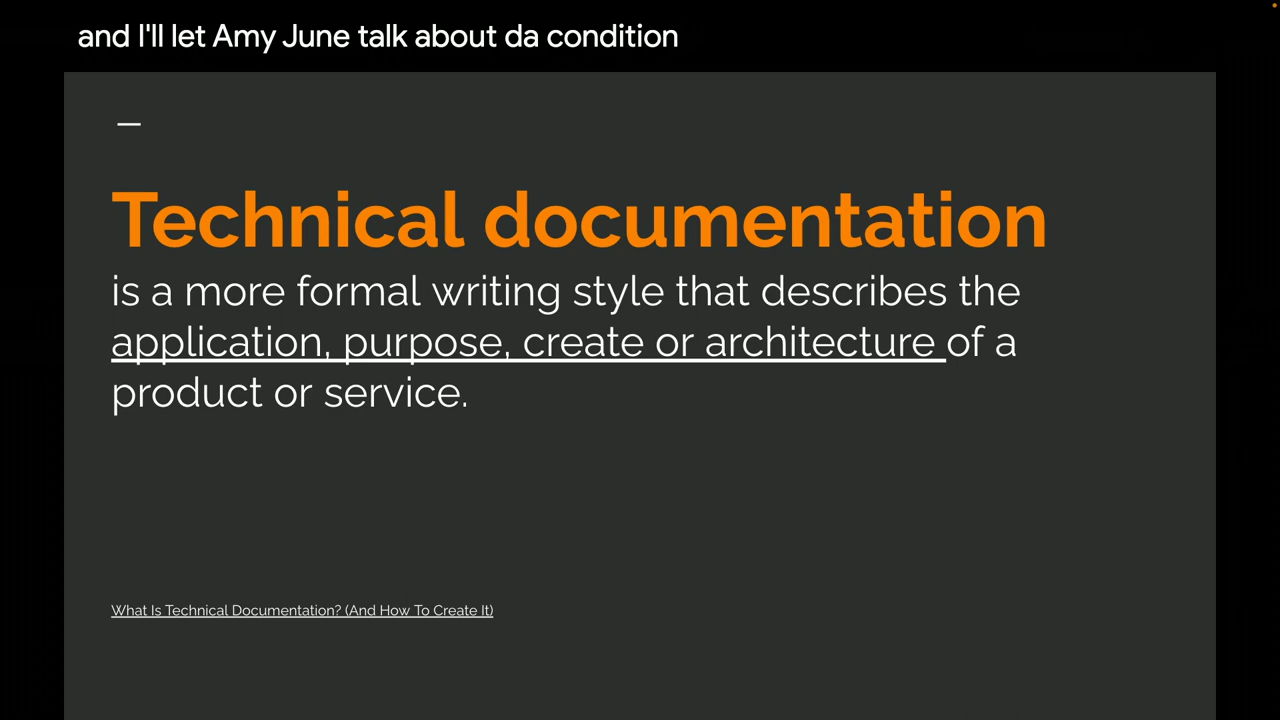 and I'll let Amy June talk about da condition
Technical documentation
is a more formal writing style that describes the
application, purpose, create or architecture of a
product or service.
What Is Technical Documentation? (And How To Create It)